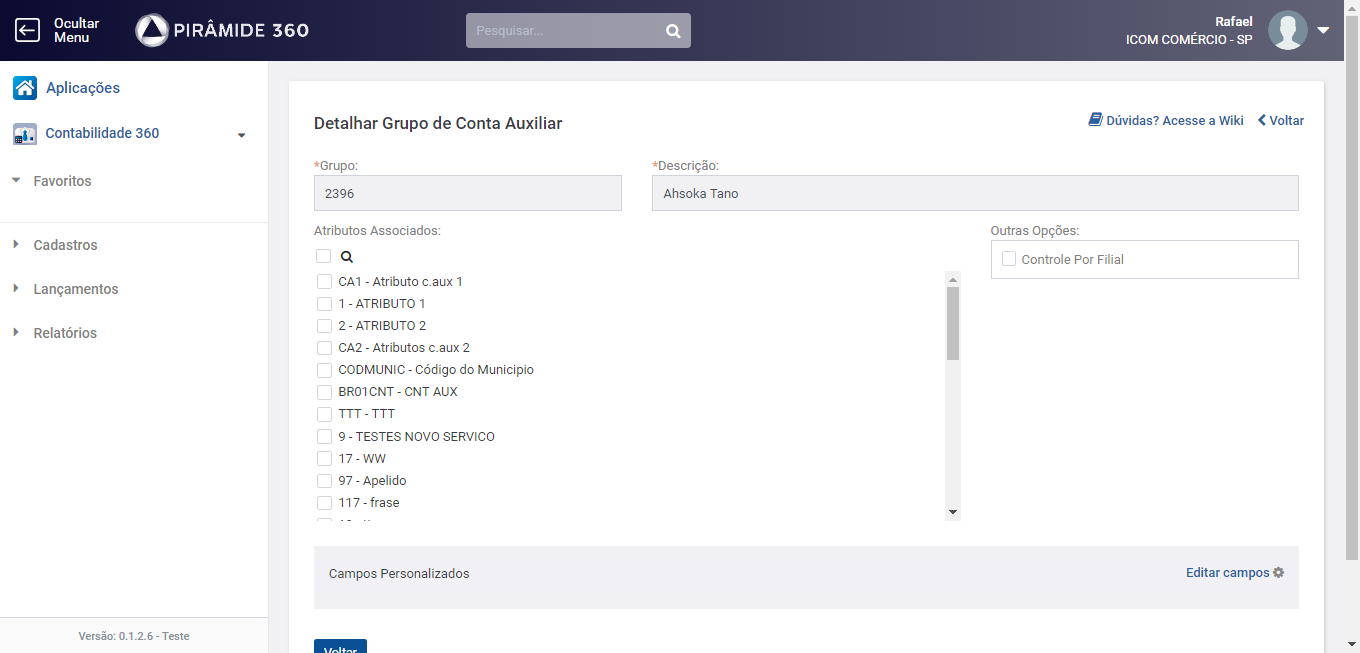 Ocultar
Menu
PIRÂMIDE 360
Pesquisar...
Rafael
ICOM COMÉRCIO - SP
Aplicações
Contabilidade 360
Favoritos
Cadastros
Lançamentos
Relatórios
Versão: 0.1.2.6 - Teste
Detalhar Grupo de Conta Auxiliar
Dúvidas? Acesse a Wiki
Voltar
*Grupo:
*Descrição:
2396
Ahsoka Tano
Atributos Associados:
Outras Opções:
Controle Por Filial
CA1 - Atributo c.aux 1
1 - ATRIBUTO 1
2 - ATRIBUTO 2
CA2 - Atributos c.aux 2
CODMUNIC - Código do Municipio
BR01CNT - CNT AUX
TTT - TTT
9 - TESTES NOVO SERVICO
17 - WW
97 - Apelido
117 - frase
Campos Personalizados
Editar campos
Voltar